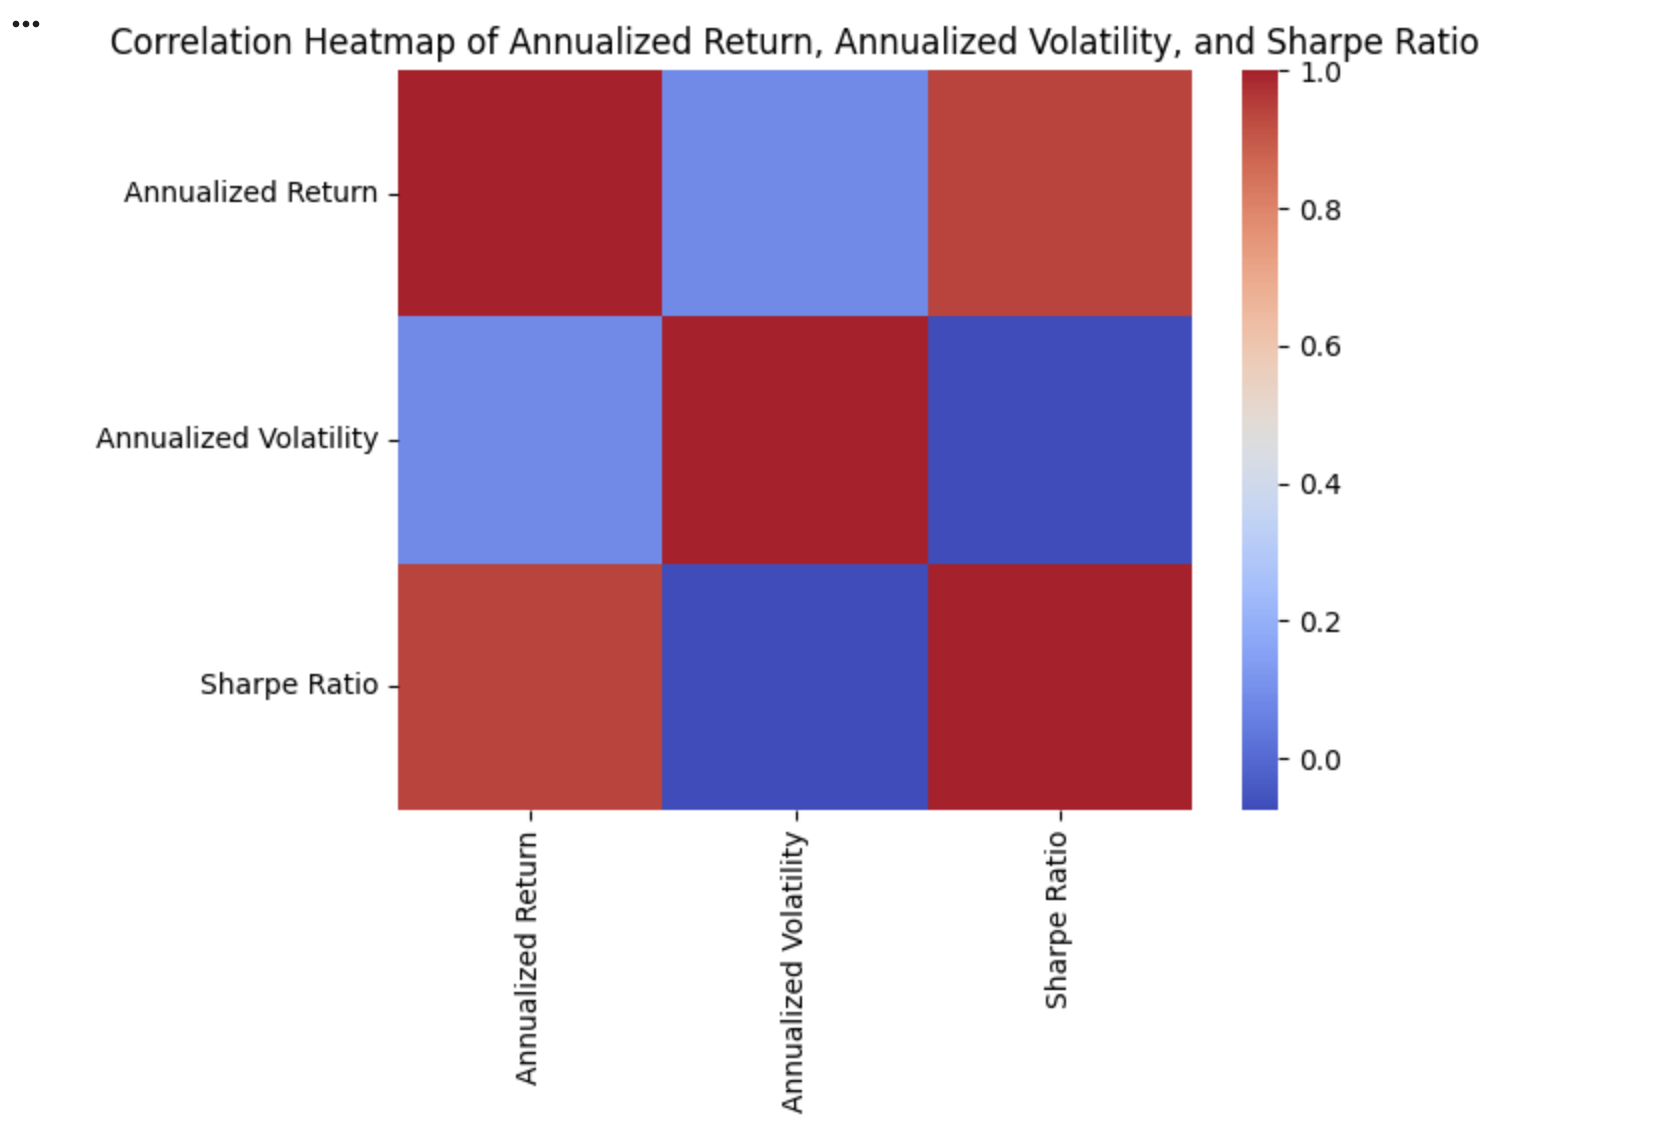 ...
Correlation Heatmap of Annualized Return, Annualized Volatility, and Sharpe Ratio
1.0
Annualized Return
0.8
0.6
Annualized Volatility
0.4
0.2
Sharpe Ratio
0.0
Annualized Return
Annualized Volatility
Sharpe Ratio